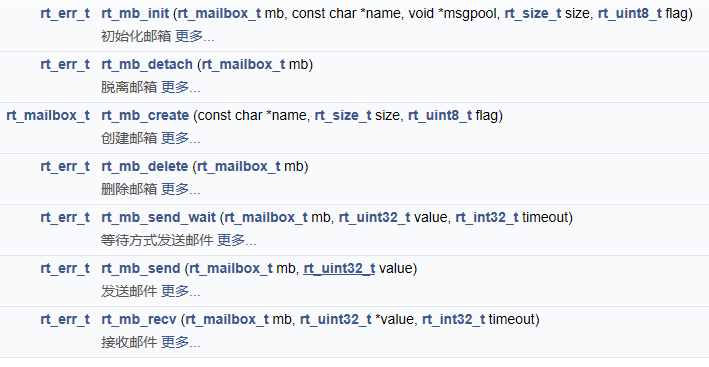 rt_err_t rt_mb_init (rt_mailbox_t mb, const char *name, void *msgpool, rt_size_t size, rt_uint8_t flag)
初始化邮箱 更多...
rt_err_t rt_mb_detach (rt_mailbox_t mb)
脱离邮箱 更多...
rt_mailbox_t rt_mb_create (const char *name, rt_size_t size, rt_uint8_t flag)
创建邮箱 更多...
rt_err_t rt_mb_delete (rt_mailbox_t mb)
删除邮箱 更多...
rt_err_t rt_mb_send_wait (rt_mailbox_t mb, rt_uint32_t value, rt_int32_t timeout)
等待方式发送邮件 更多...
rt_err_t rt_mb_send (rt_mailbox_t mb, rt_uint32_t value)
发送邮件 更多...
rt_err_t rt_mb_recv (rt_mailbox_t mb, rt_uint32_t *value, rt_int32_t timeout)
接收邮件 更多...